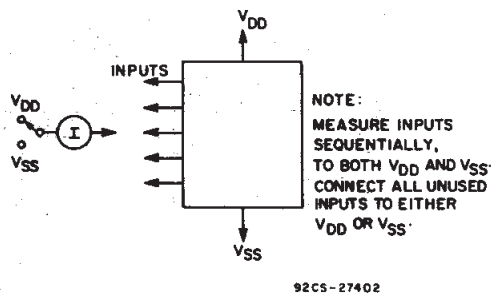 VDD
INPUTS
VDD
I
VSS
NOTE:
MEASURE INPUTS
SEQUENTIALLY,
TO BOTH VDD AND VSS.
CONNECT ALL UNUSED
INPUTS TO EITHER
VDD OR VSS.
VSS
92CS-27402